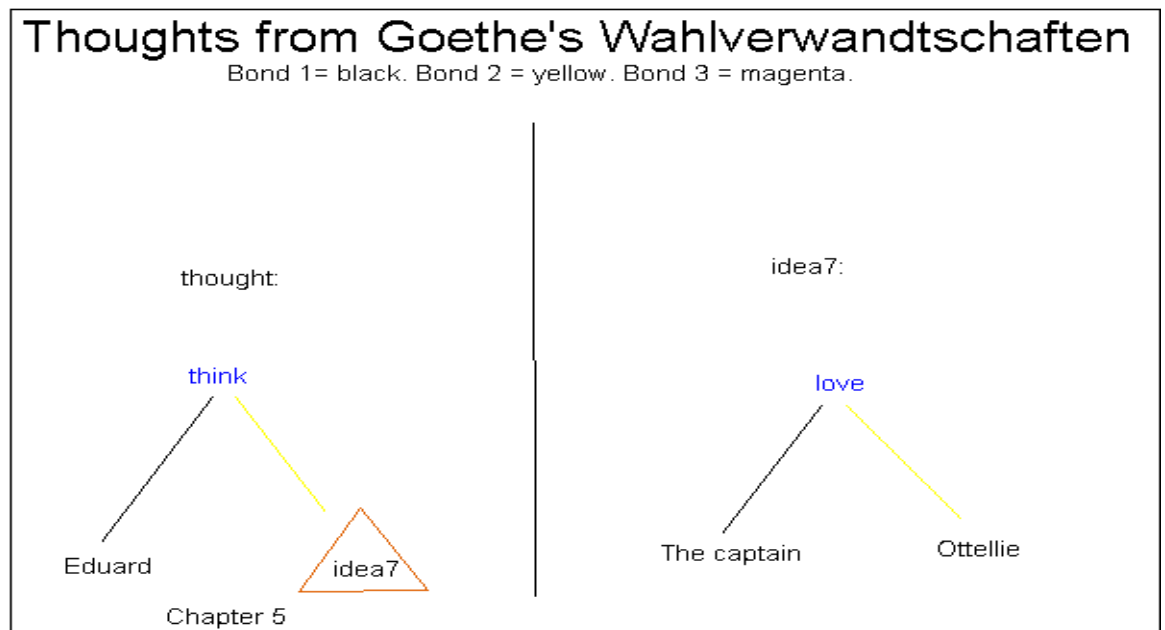 Thoughts from Goethe's Wahlverwandtschaften
Bond 1= black. Bond 2 = yellow. Bond 3 = magenta.
thought:
think
Eduard
idea7
Chapter 5
idea7:
love
The captain
Ottellie